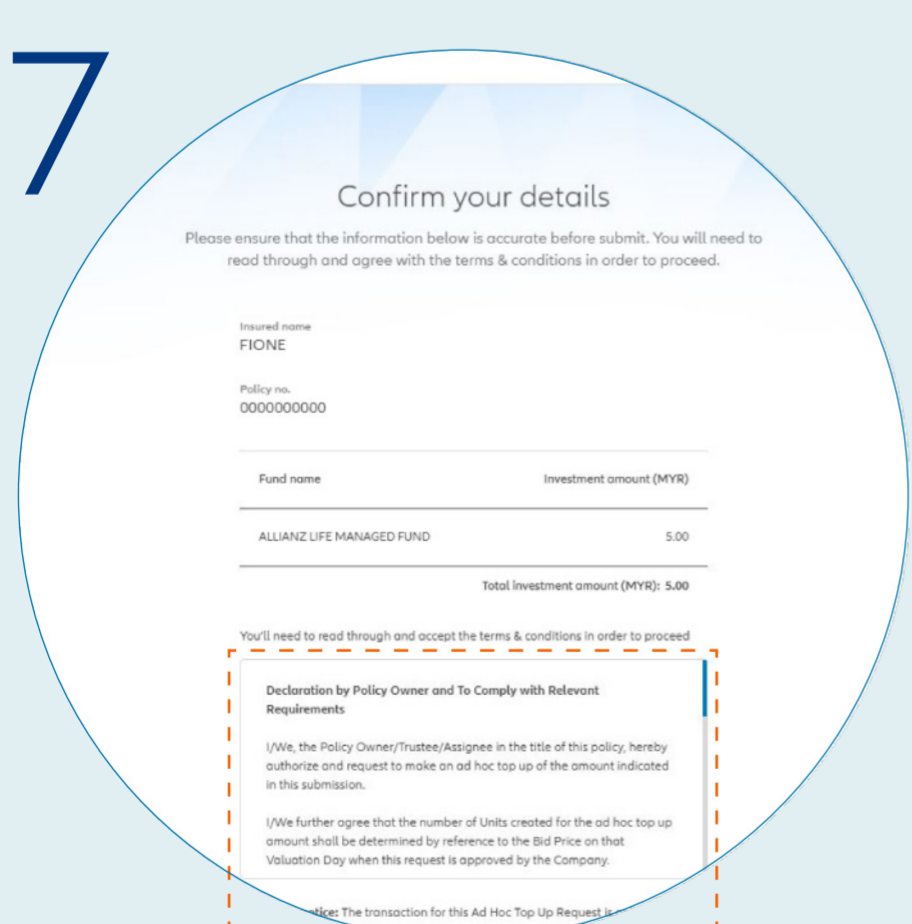 7
Confirm your details
Please ensure that the information below is accurate before submit. You will need to
read through and agree with the terms & conditions in order to proceed.
Insured name
FIONE
Policy no.
0000000000
Fund name Investment amount (MYR)
ALLIANZ LIFE MANAGED FUND 5.00
Total investment amount (MYR): 5.00
You'll need to read through and accept the terms & conditions in order to proceed
Declaration by Policy Owner and To Comply with Relevant
Requirements
I/We, the Policy Owner/Trustee/Assignee in the title of this policy, hereby
authorize and request to make an ad hoc top up of the amount indicated
in this submission.
I/We further agree that the number of Units created for the ad hoc top up
amount shall be determined by reference to the Bid Price on that
Valuation Day when this request is approved by the Company.
The transaction for this Ad Hoc Top Up Request is